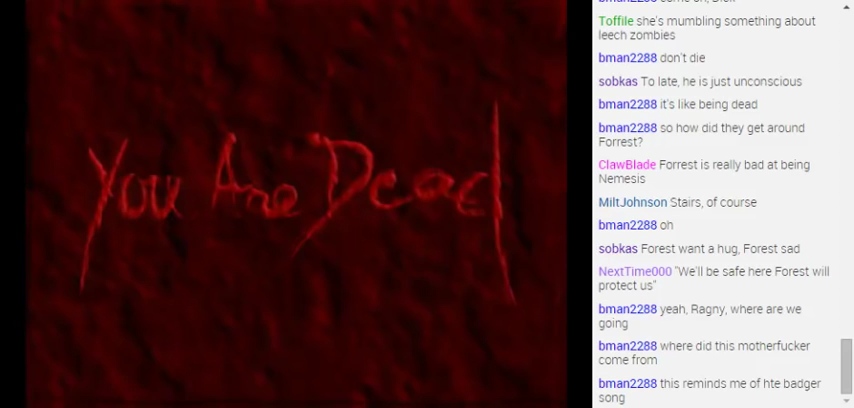 You Are Dead
Toffile she's mumbling something about
leech zombies
bman2288 don't die
sobkas To late, he is just unconscious
bman2288 it's like being dead
bman2288 so how did they get around
Forrest?
ClawBlade Forrest is really bad at being
Nemesis
MiltJohnson Stairs, of course
bman2288 oh
sobkas Forest want a hug, Forest sad
NextTime000 "We'll be safe here Forest will
protect us"
bman2288 yeah, Ragny, where are we
going
bman2288 where did this motherfucker
come from
bman2288 this reminds me of hte badger
song